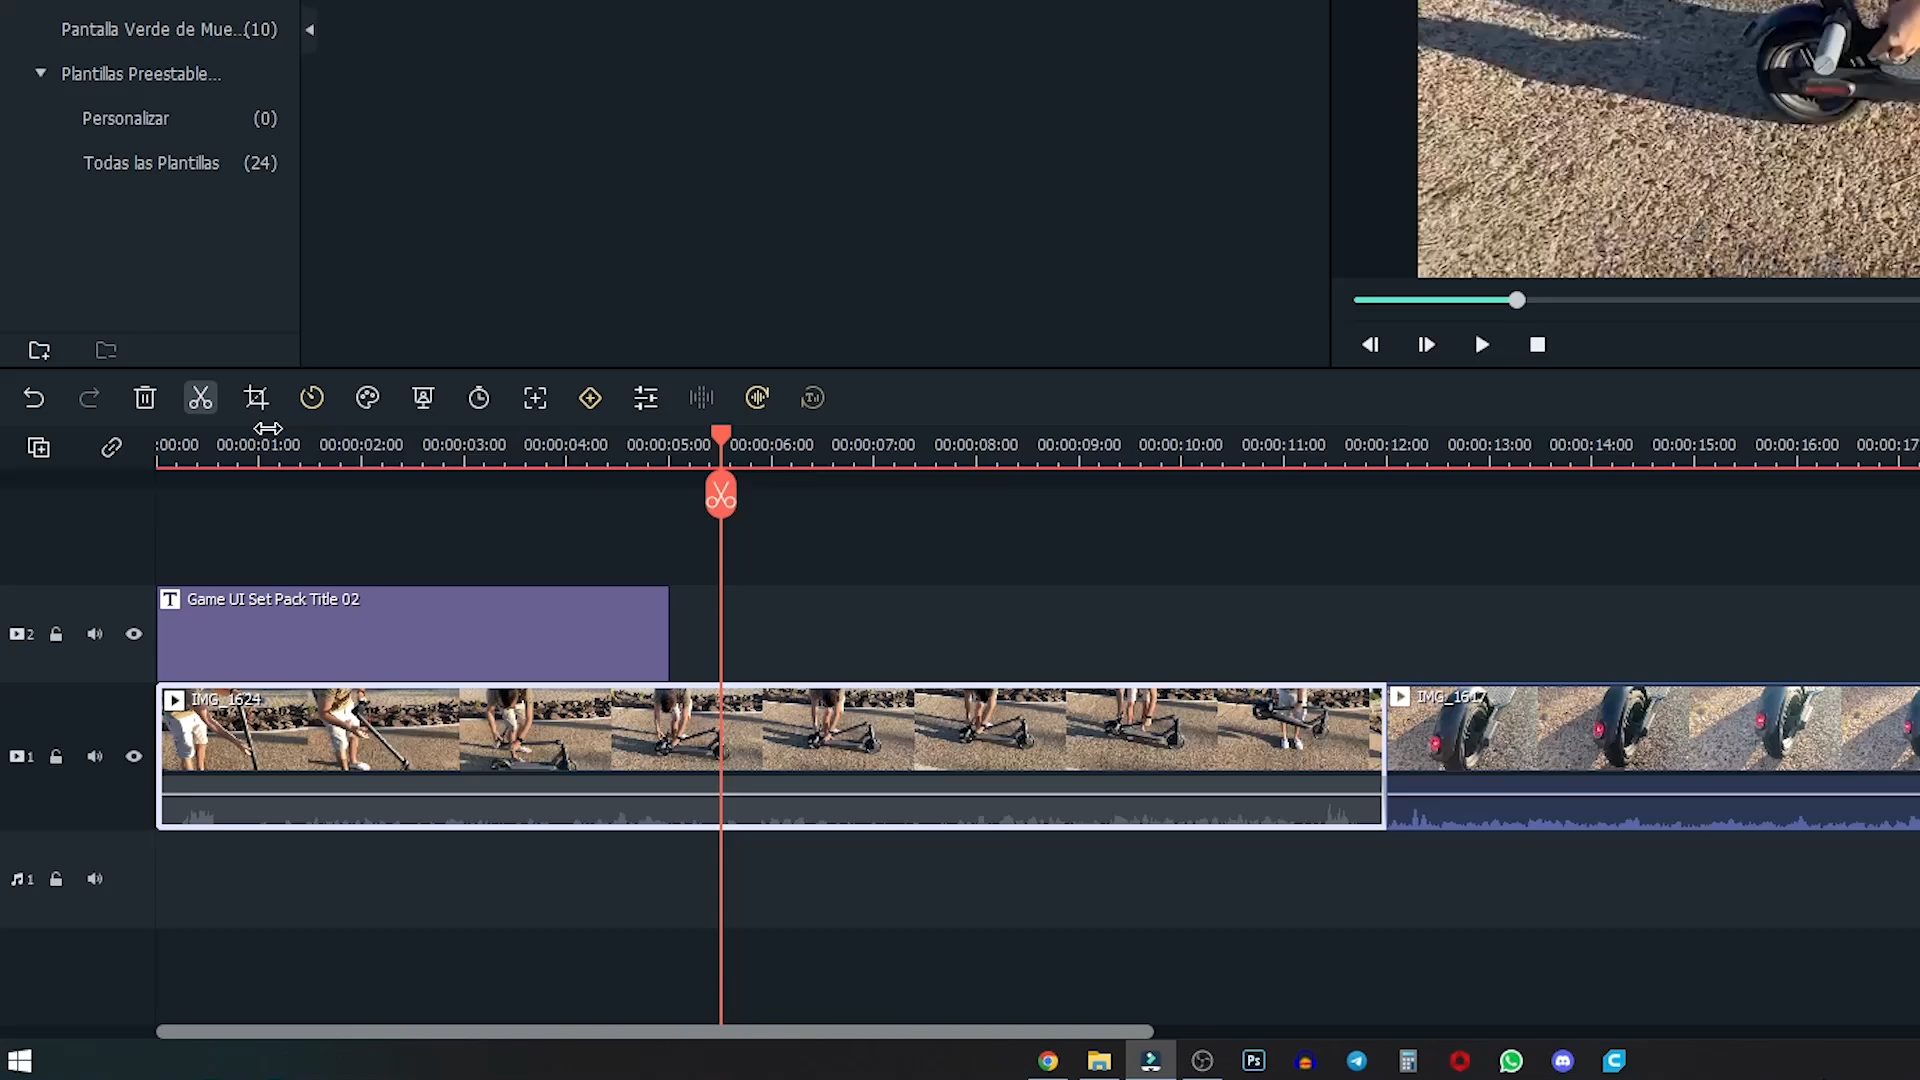 Pantalla Verde de Mue...(10)
Plantillas Preestable...
Personalizar (0)
Todas las Plantillas (24)
:00:00 00:00:01:00 00:00:02:00 00:00:03:00 00:00:04:00 00:00:05:00 00:00:06:00 00:00:07:00 00:00:08:00 00:00:09:00 00:00:10:00 00:00:11:00 00:00:12:00 00:00:13:00 00:00:14:00 00:00:15:00 00:00:16:00 00:00:17
T Game UI Set Pack Title 02
2
IMG_1624 IMG_1617
1
1
Ps